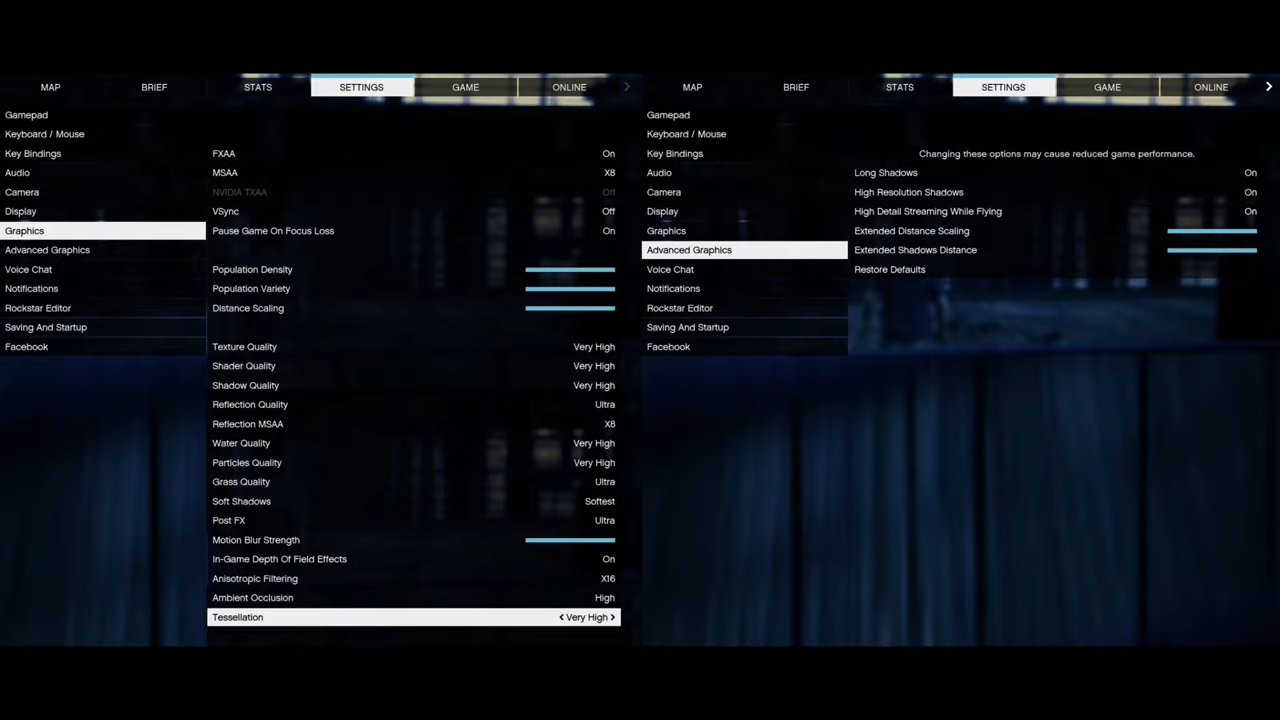 MAP BRIEF STATS SETTINGS GAME ONLINE
Gamepad
Keyboard / Mouse
Key Bindings
Audio
Camera
Display
Graphics
Advanced Graphics
Voice Chat
Notifications
Rockstar Editor
Saving And Startup
Facebook
FXAA On
MSAA X8
NVIDIA TXAA Off
VSync Off
Pause Game On Focus Loss On
Population Density
Population Variety
Distance Scaling
Texture Quality Very High
Shader Quality Very High
Shadow Quality Very High
Reflection Quality Ultra
Reflection MSAA X8
Water Quality Very High
Particles Quality Very High
Grass Quality Ultra
Soft Shadows Softest
Post FX Ultra
Motion Blur Strength
In-Game Depth Of Field Effects On
Anisotropic Filtering X16
Ambient Occlusion High
Tessellation < Very High >
MAP BRIEF STATS SETTINGS GAME ONLINE >
Gamepad
Keyboard / Mouse
Key Bindings
Audio
Camera
Display
Graphics
Advanced Graphics
Voice Chat
Notifications
Rockstar Editor
Saving And Startup
Facebook
Changing these options may cause reduced game performance.
Long Shadows On
High Resolution Shadows On
High Detail Streaming While Flying On
Extended Distance Scaling
Extended Shadows Distance
Restore Defaults